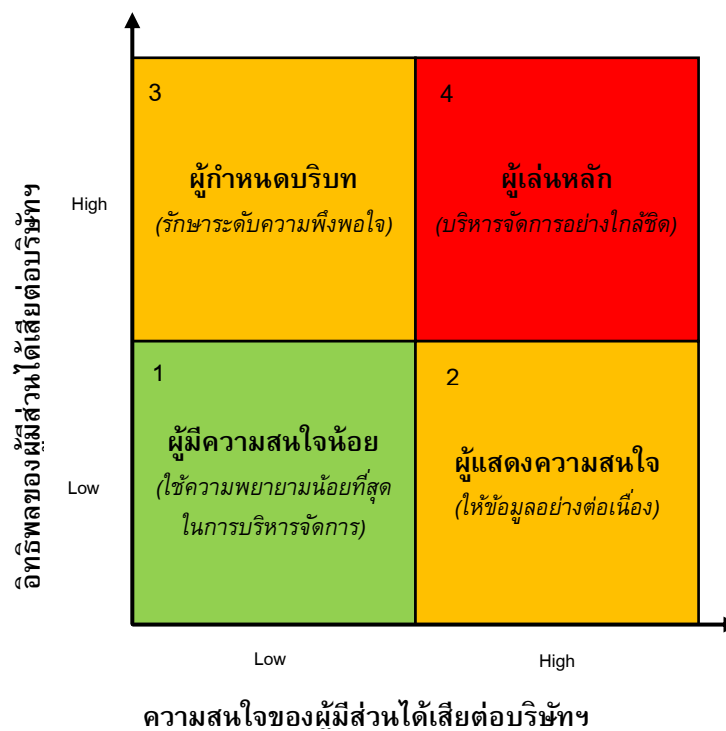 อิทธิพลของผู้มีส่วนได้เสียต่อบริษัทฯ
High
Low
3
ผู้กำหนดบริบท
(รักษาระดับความพึงพอใจ)
4
ผู้เล่นหลัก
(บริหารจัดการอย่างใกล้ชิด)
1
ผู้มีความสนใจน้อย
(ใช้ความพยายามน้อยที่สุด
ในการบริหารจัดการ)
2
ผู้แสดงความสนใจ
(ให้ข้อมูลอย่างต่อเนื่อง)
Low
High
ความสนใจของผู้มีส่วนได้เสียต่อบริษัทฯ